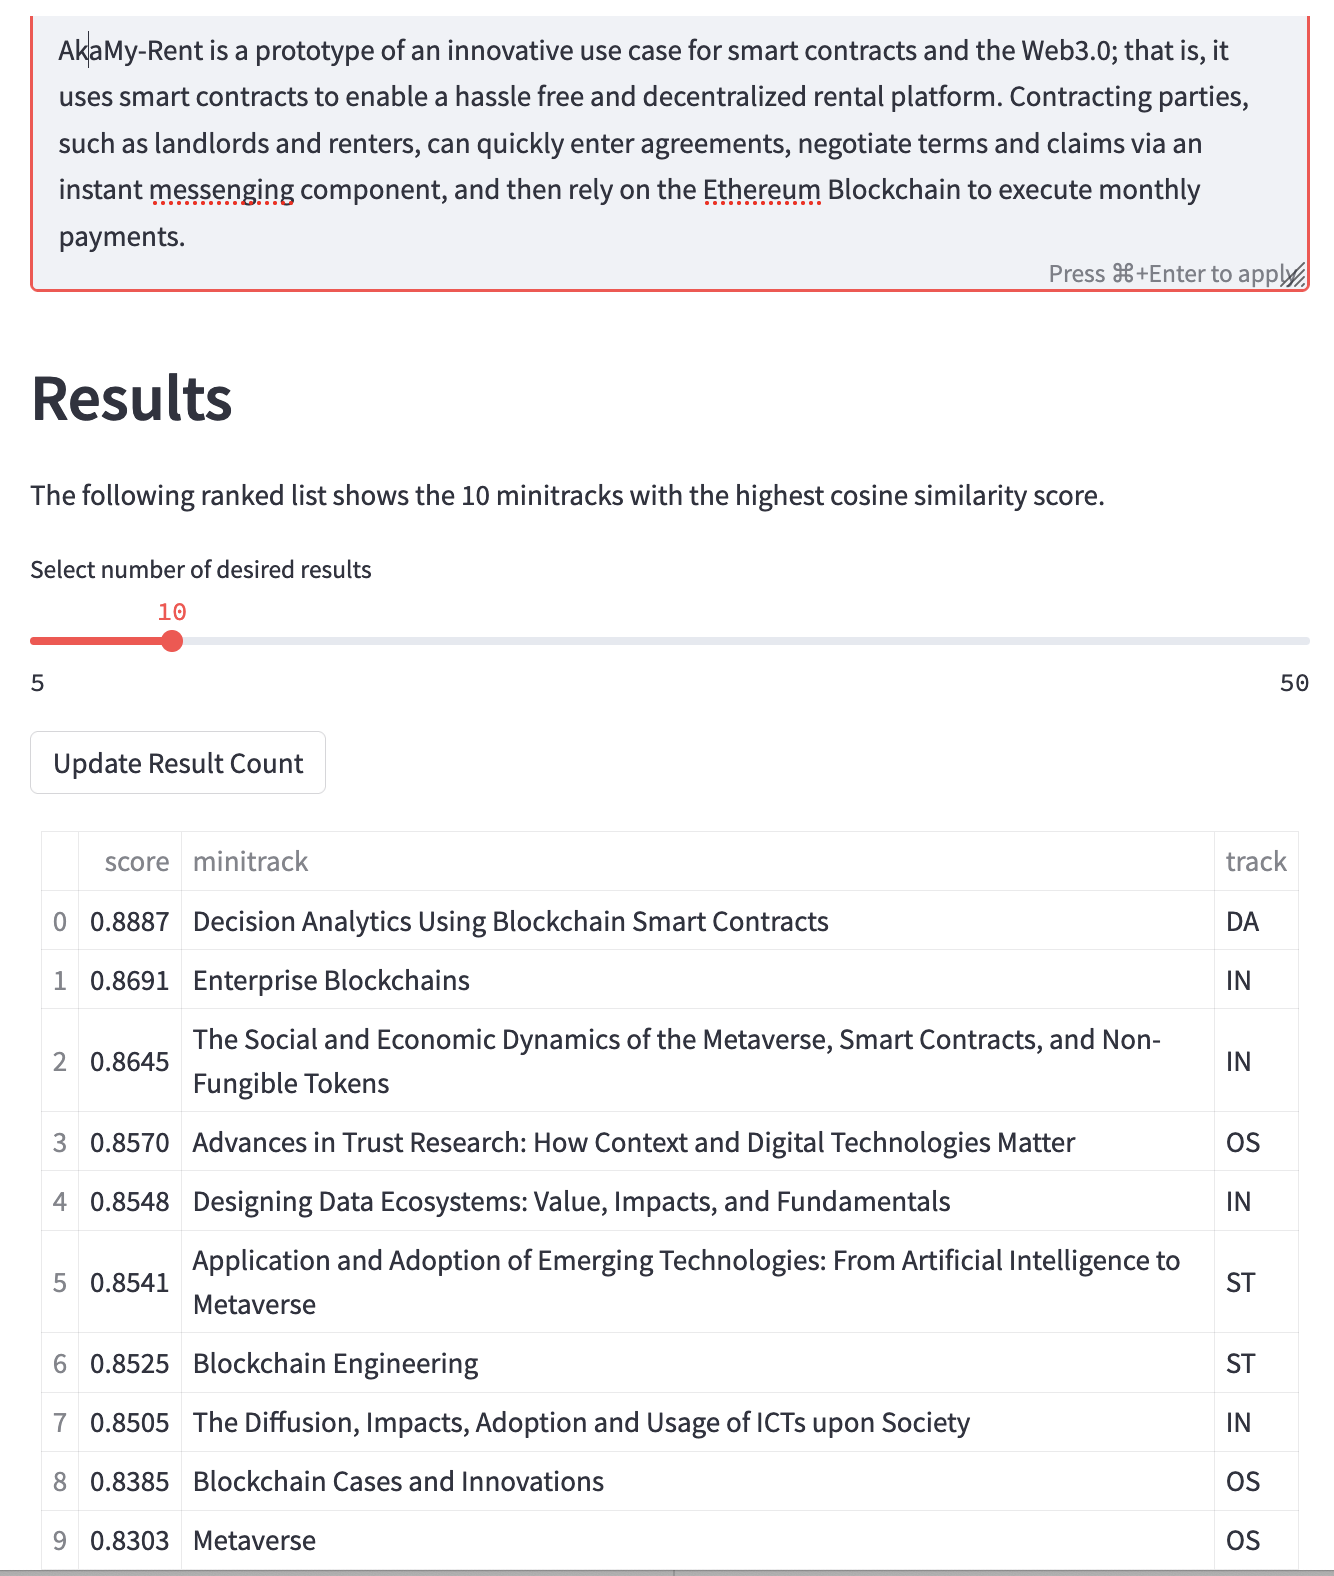 AkaMy-Rent is a prototype of an innovative use case for smart contracts and the Web3.0; that is, it
uses smart contracts to enable a hassle free and decentralized rental platform. Contracting parties,
such as landlords and renters, can quickly enter agreements, negotiate terms and claims via an
instant messenging component, and then rely on the Ethereum Blockchain to execute monthly
payments.
Press ⌘+Enter to apply
Results
The following ranked list shows the 10 minitracks with the highest cosine similarity score.
Select number of desired results
10
5 50
Update Result Count
score minitrack track
0 0.8887 Decision Analytics Using Blockchain Smart Contracts DA
1 0.8691 Enterprise Blockchains IN
2 0.8645 The Social and Economic Dynamics of the Metaverse, Smart Contracts, and Non-
Fungible Tokens IN
3 0.8570 Advances in Trust Research: How Context and Digital Technologies Matter OS
4 0.8548 Designing Data Ecosystems: Value, Impacts, and Fundamentals IN
5 0.8541 Application and Adoption of Emerging Technologies: From Artificial Intelligence to
Metaverse ST
6 0.8525 Blockchain Engineering ST
7 0.8505 The Diffusion, Impacts, Adoption and Usage of ICTs upon Society IN
8 0.8385 Blockchain Cases and Innovations OS
9 0.8303 Metaverse OS